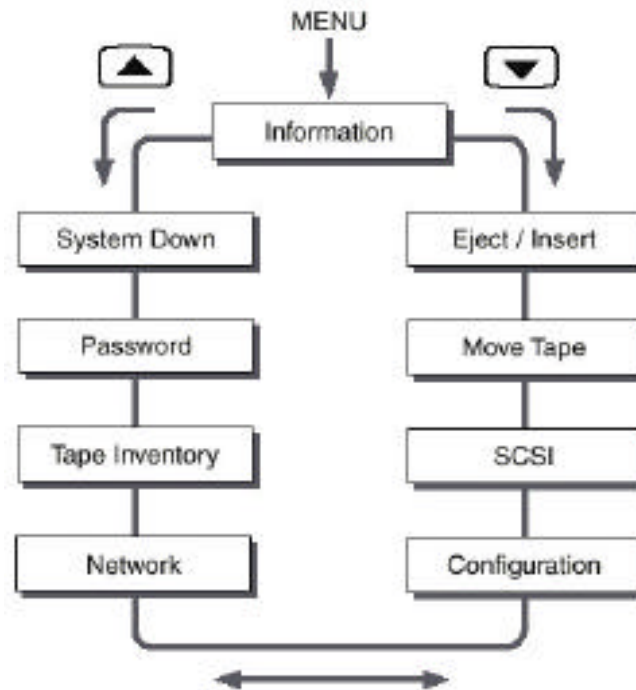 MENU
Information
System Down
Eject / Insert
Password
Move Tape
Tape Inventory
SCSI
Network
Configuration